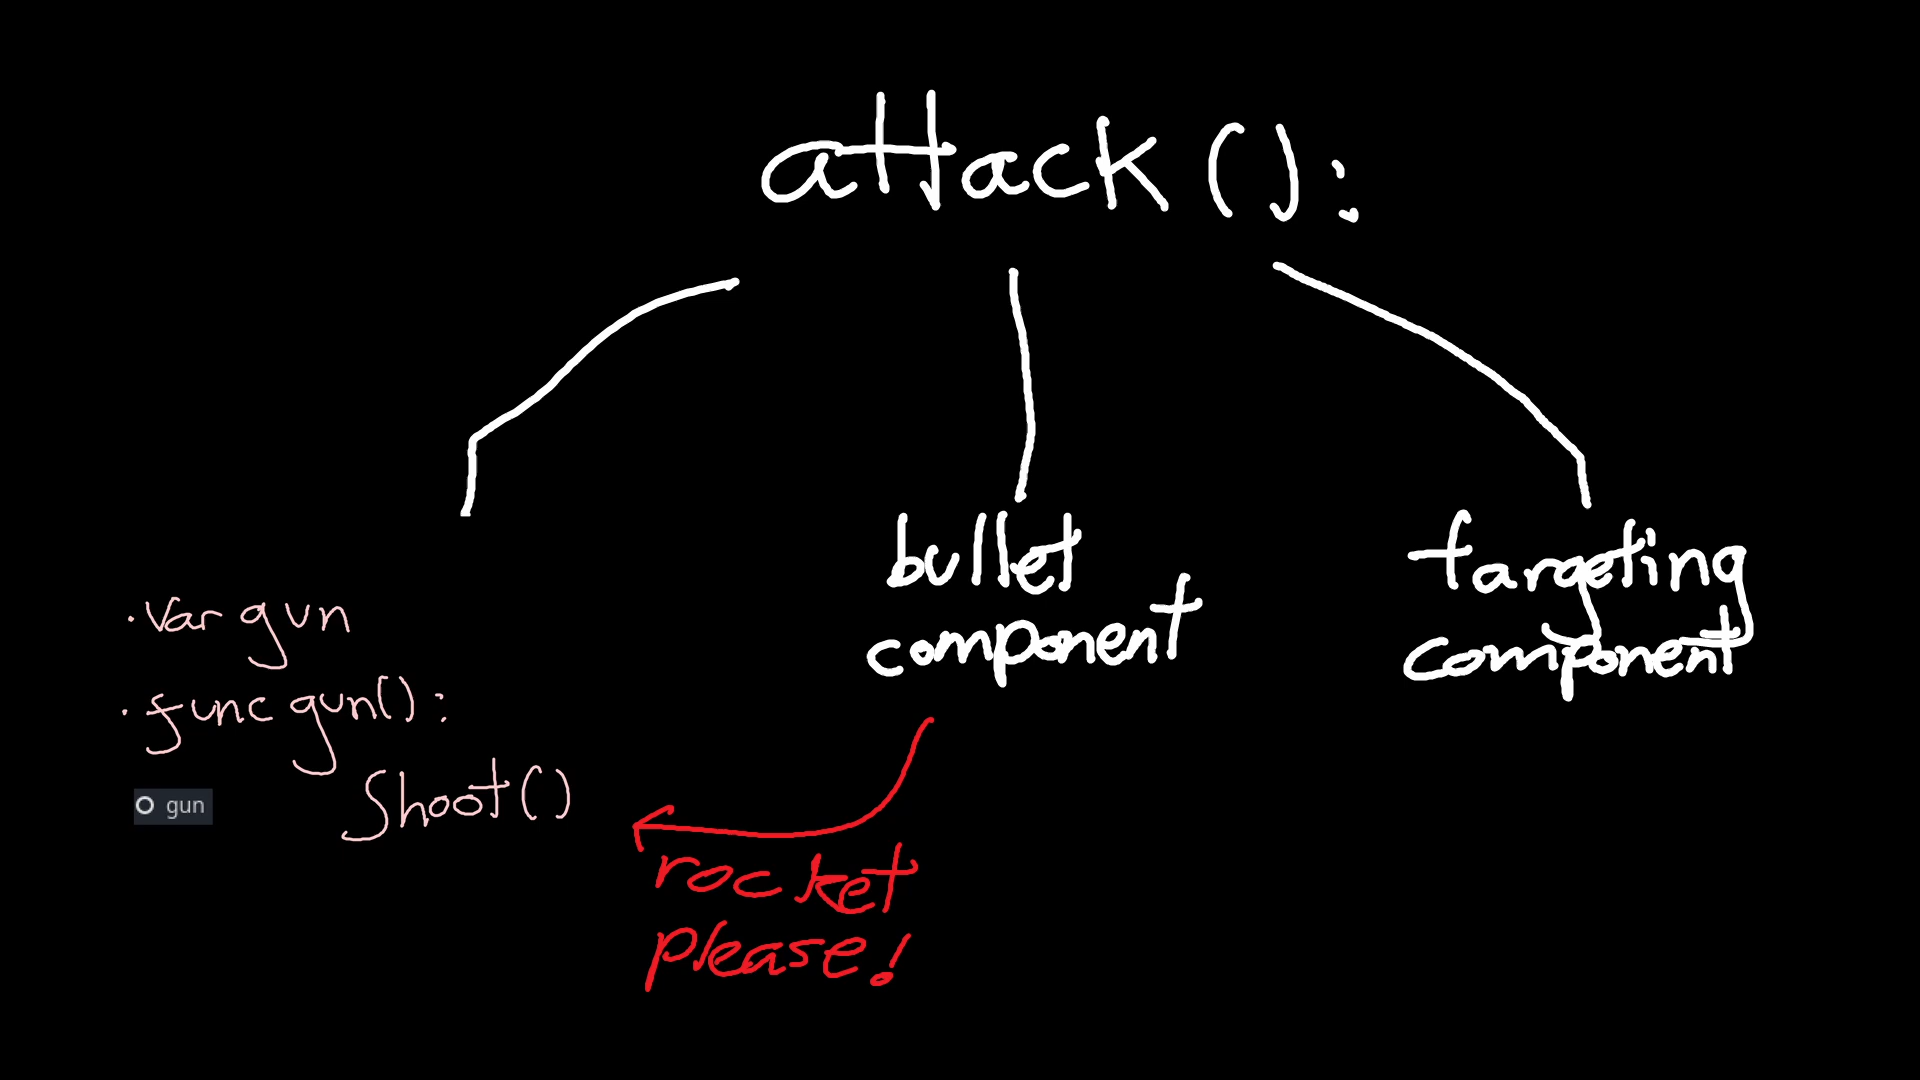 attack():
· var gun
· func gun():
shoot()
gun
bullet
component
targeting
component
rocket
please!